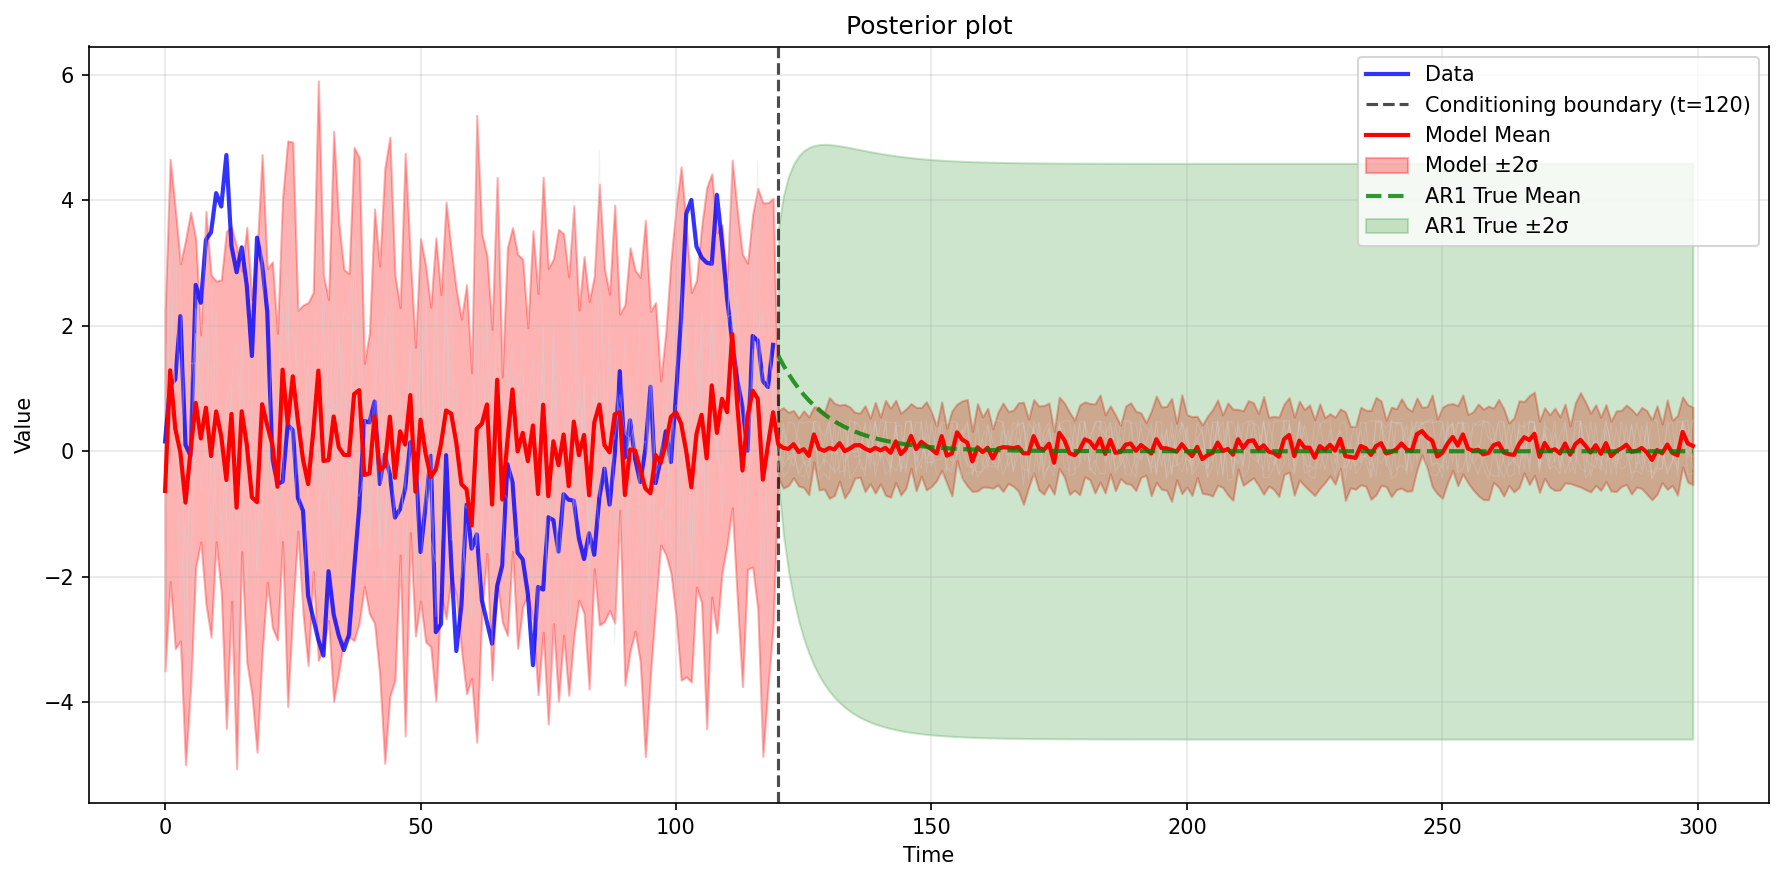 Posterior plot
Value
6
4
2
0
−2
−4
Data
Conditioning boundary (t=120)
Model Mean
Model ±2σ
AR1 True Mean
AR1 True ±2σ
0
50
100
150
200
250
300
Time